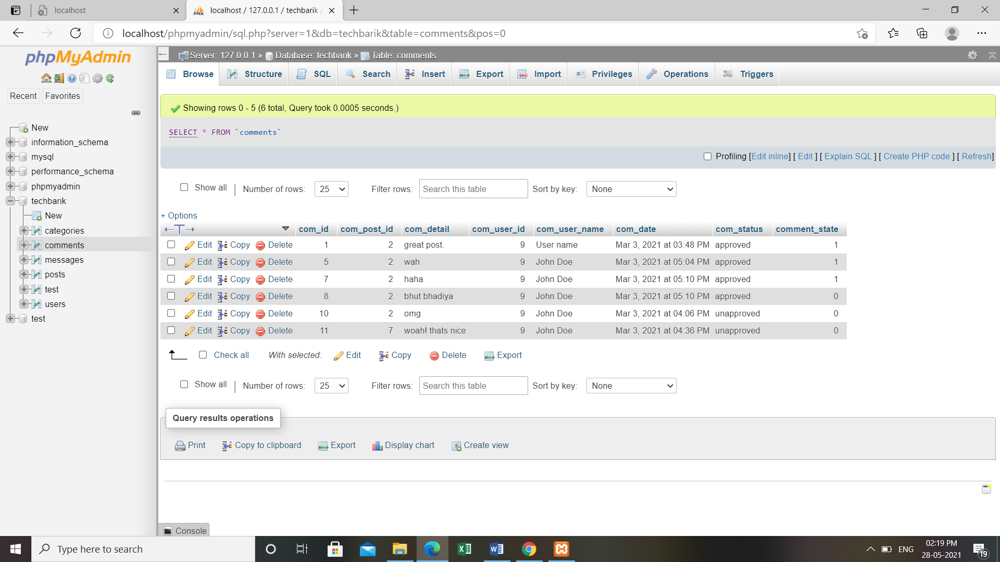 localhost
localhost / 127.0.0.1 / techbarik /
localhost/phpmyadmin/sql.php?server=1&db=techbarik&table=comments&pos=0
phpMyAdmin
Recent Favorites
New
information_schema
mysql
performance_schema
phpmyadmin
techbarik
New
categories
comments
messages
posts
test
users
test
Server: 127.0.0.1 » Database: techbarik » Table: comments
Browse Structure SQL Search Insert Export Import Privileges Operations Triggers
Showing rows 0 - 5 (6 total, Query took 0.0005 seconds.)
SELECT * FROM `comments`
Profiling [Edit inline] [ Edit ] [ Explain SQL ] [ Create PHP code ] [ Refresh]
Show all | Number of rows: 25 Filter rows: Search this table Sort by key: None
+ Options
←T→ com_id com_post_id com_detail com_user_id com_user_name com_date com_status comment_state
Edit Copy Delete 1 2 great post. 9 User name Mar 3, 2021 at 03:48 PM approved 1
Edit Copy Delete 5 2 wah 9 John Doe Mar 3, 2021 at 05:04 PM approved 1
Edit Copy Delete 7 2 haha 9 John Doe Mar 3, 2021 at 05:10 PM approved 1
Edit Copy Delete 8 2 bhut bhadiya 9 John Doe Mar 3, 2021 at 05:10 PM approved 0
Edit Copy Delete 10 2 omg 9 John Doe Mar 3, 2021 at 04:06 PM unapproved 0
Edit Copy Delete 11 7 woah! thats nice 9 John Doe Mar 3, 2021 at 04:36 PM unapproved 0
Check all With selected: Edit Copy Delete Export
Show all | Number of rows: 25 Filter rows: Search this table Sort by key: None
Query results operations
Print Copy to clipboard Export Display chart Create view
Console
Type here to search
ENG
02:19 PM
28-05-2021
19